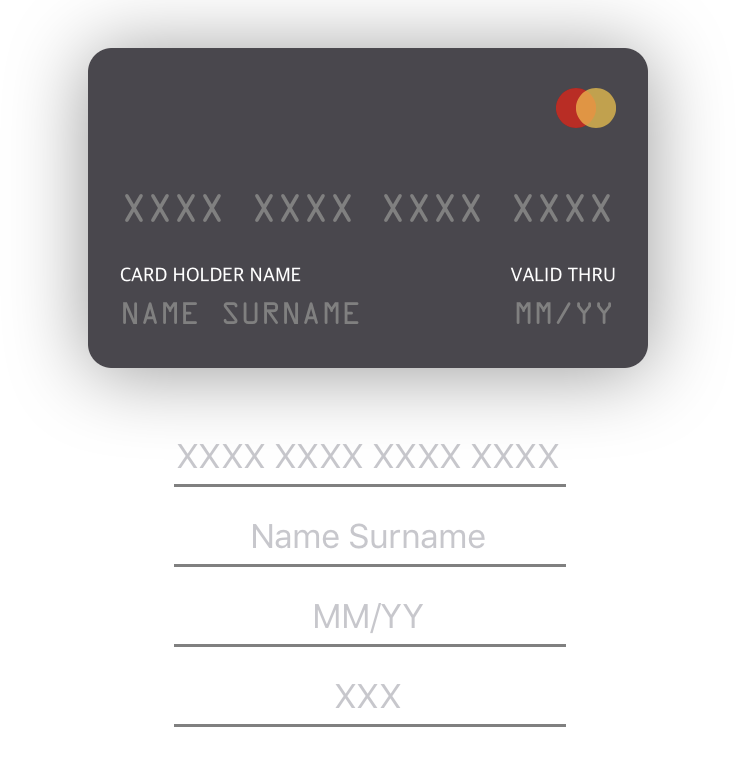 XXXX XXXX XXXX XXXX
CARD HOLDER NAME VALID THRU
NAME SURNAME MM/YY
XXXX XXXX XXXX XXXX
Name Surname
MM/YY
XXX